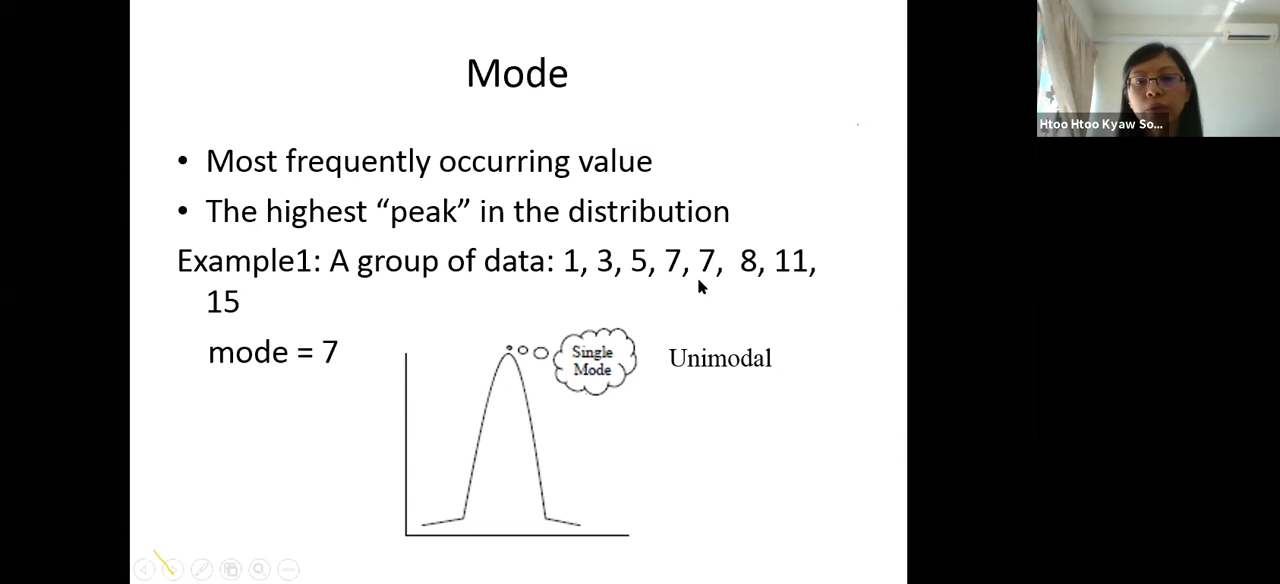 Mode
• Most frequently occurring value
• The highest “peak” in the distribution
Example1: A group of data: 1, 3, 5, 7, 7, 8, 11,
15
mode = 7
Single
Mode
Unimodal
Htoo Htoo Kyaw So...